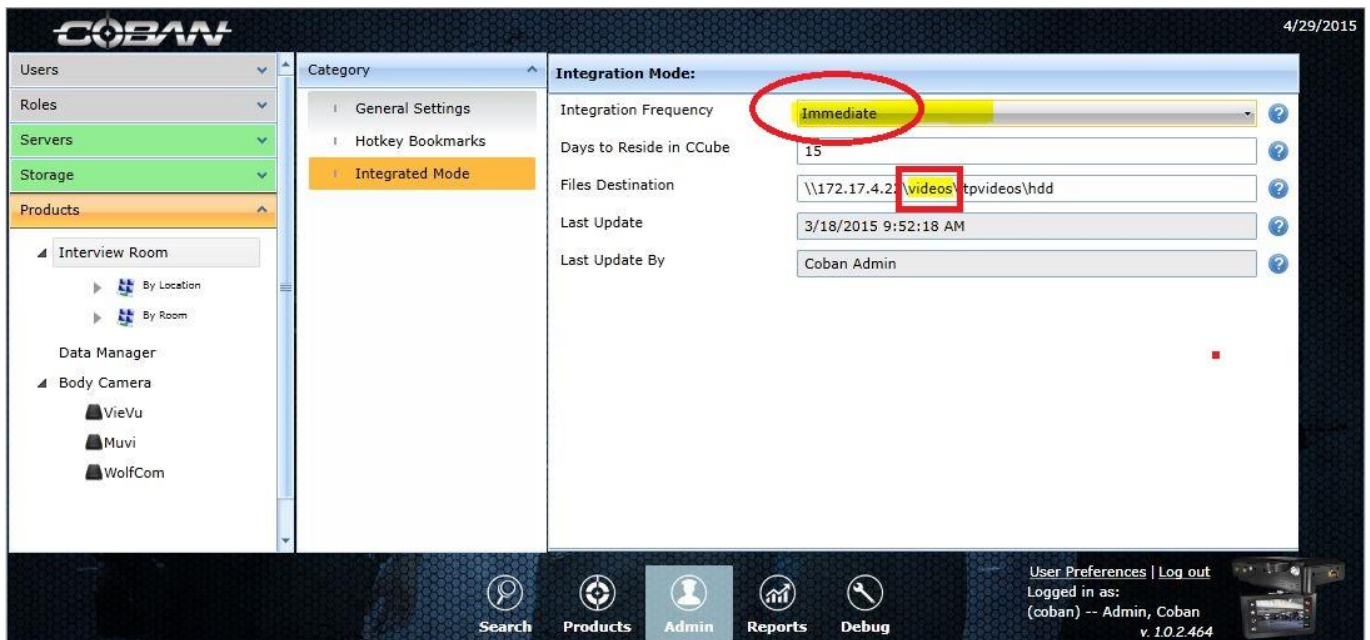 COBAN
4/29/2015
Users
Roles
Servers
Storage
Products
Interview Room
By Location
By Room
Data Manager
Body Camera
VieVu
Muvi
WolfCom
Category
General Settings
Hotkey Bookmarks
Integrated Mode
Integration Mode:
Integration Frequency Immediate
Days to Reside in CCube 15
Files Destination \videos\tpvideos\hdd
Last Update 3/18/2015 9:52:18 AM
Last Update By Coban Admin
Search Products Admin Reports Debug
User Preferences | Log out
Logged in as:
(coban) -- Admin, Coban
v. 1.0.2.464